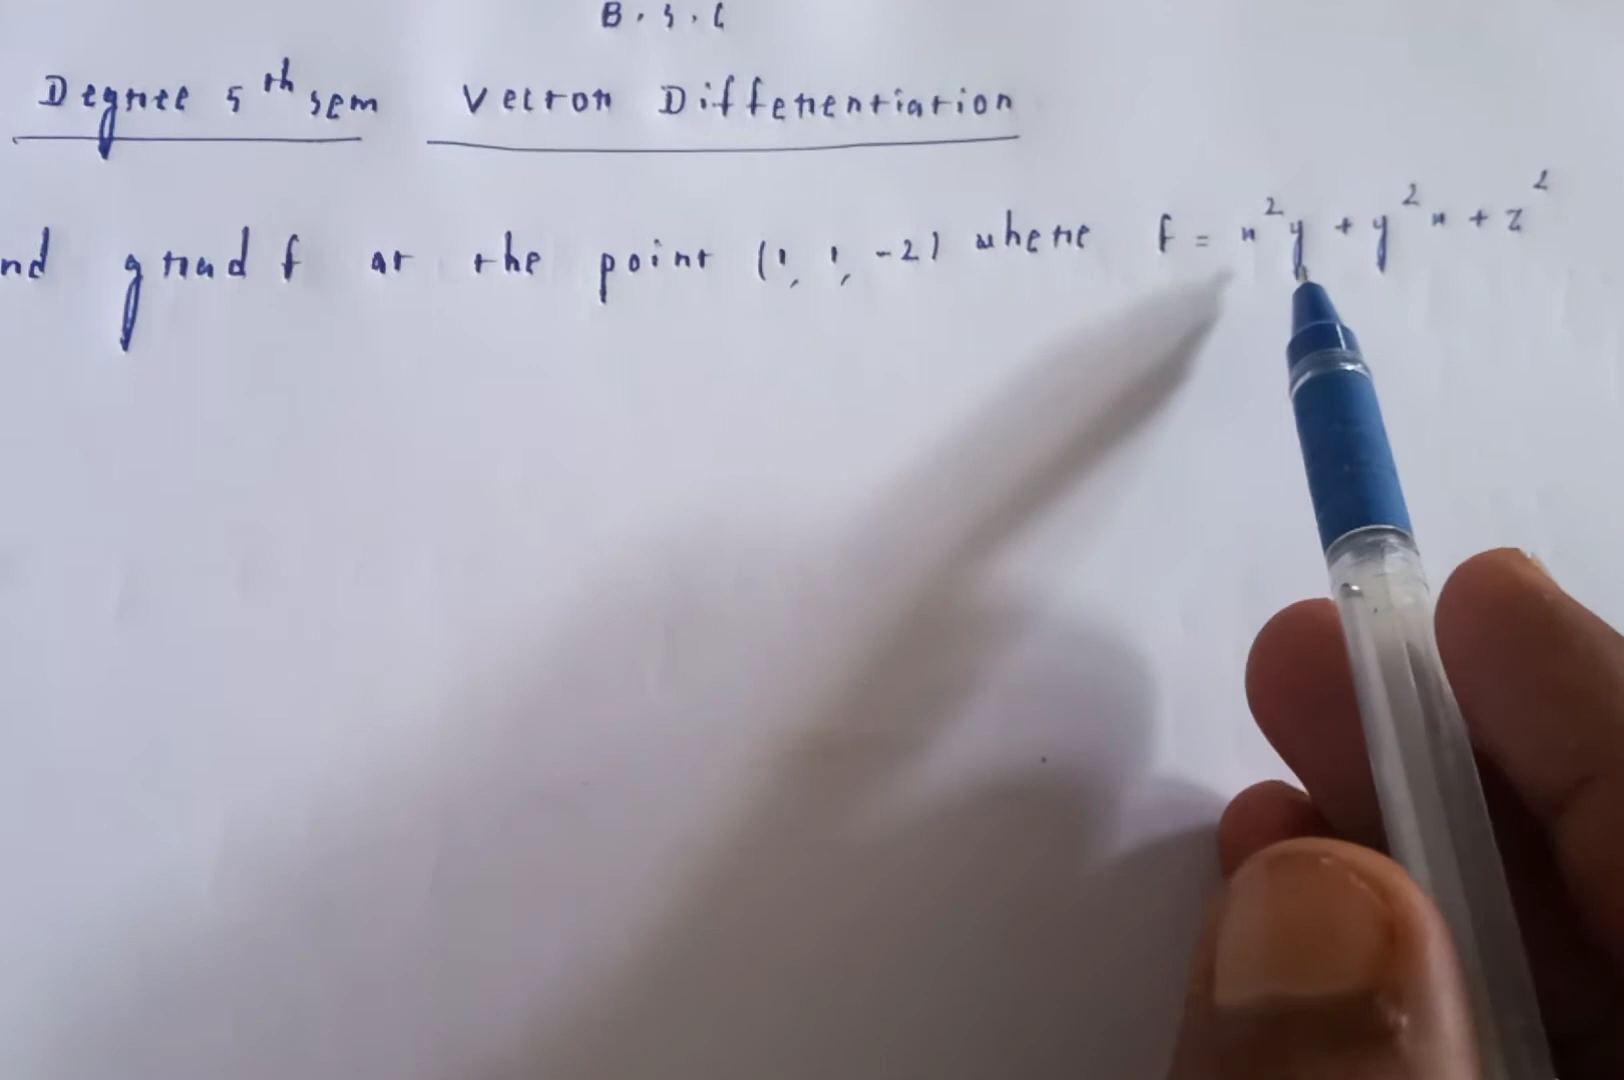 B.S.C
Degree 5th sem Vector Differentiation
nd grad f at the point (1, 1, -2) where f = x²y + y²x + z²